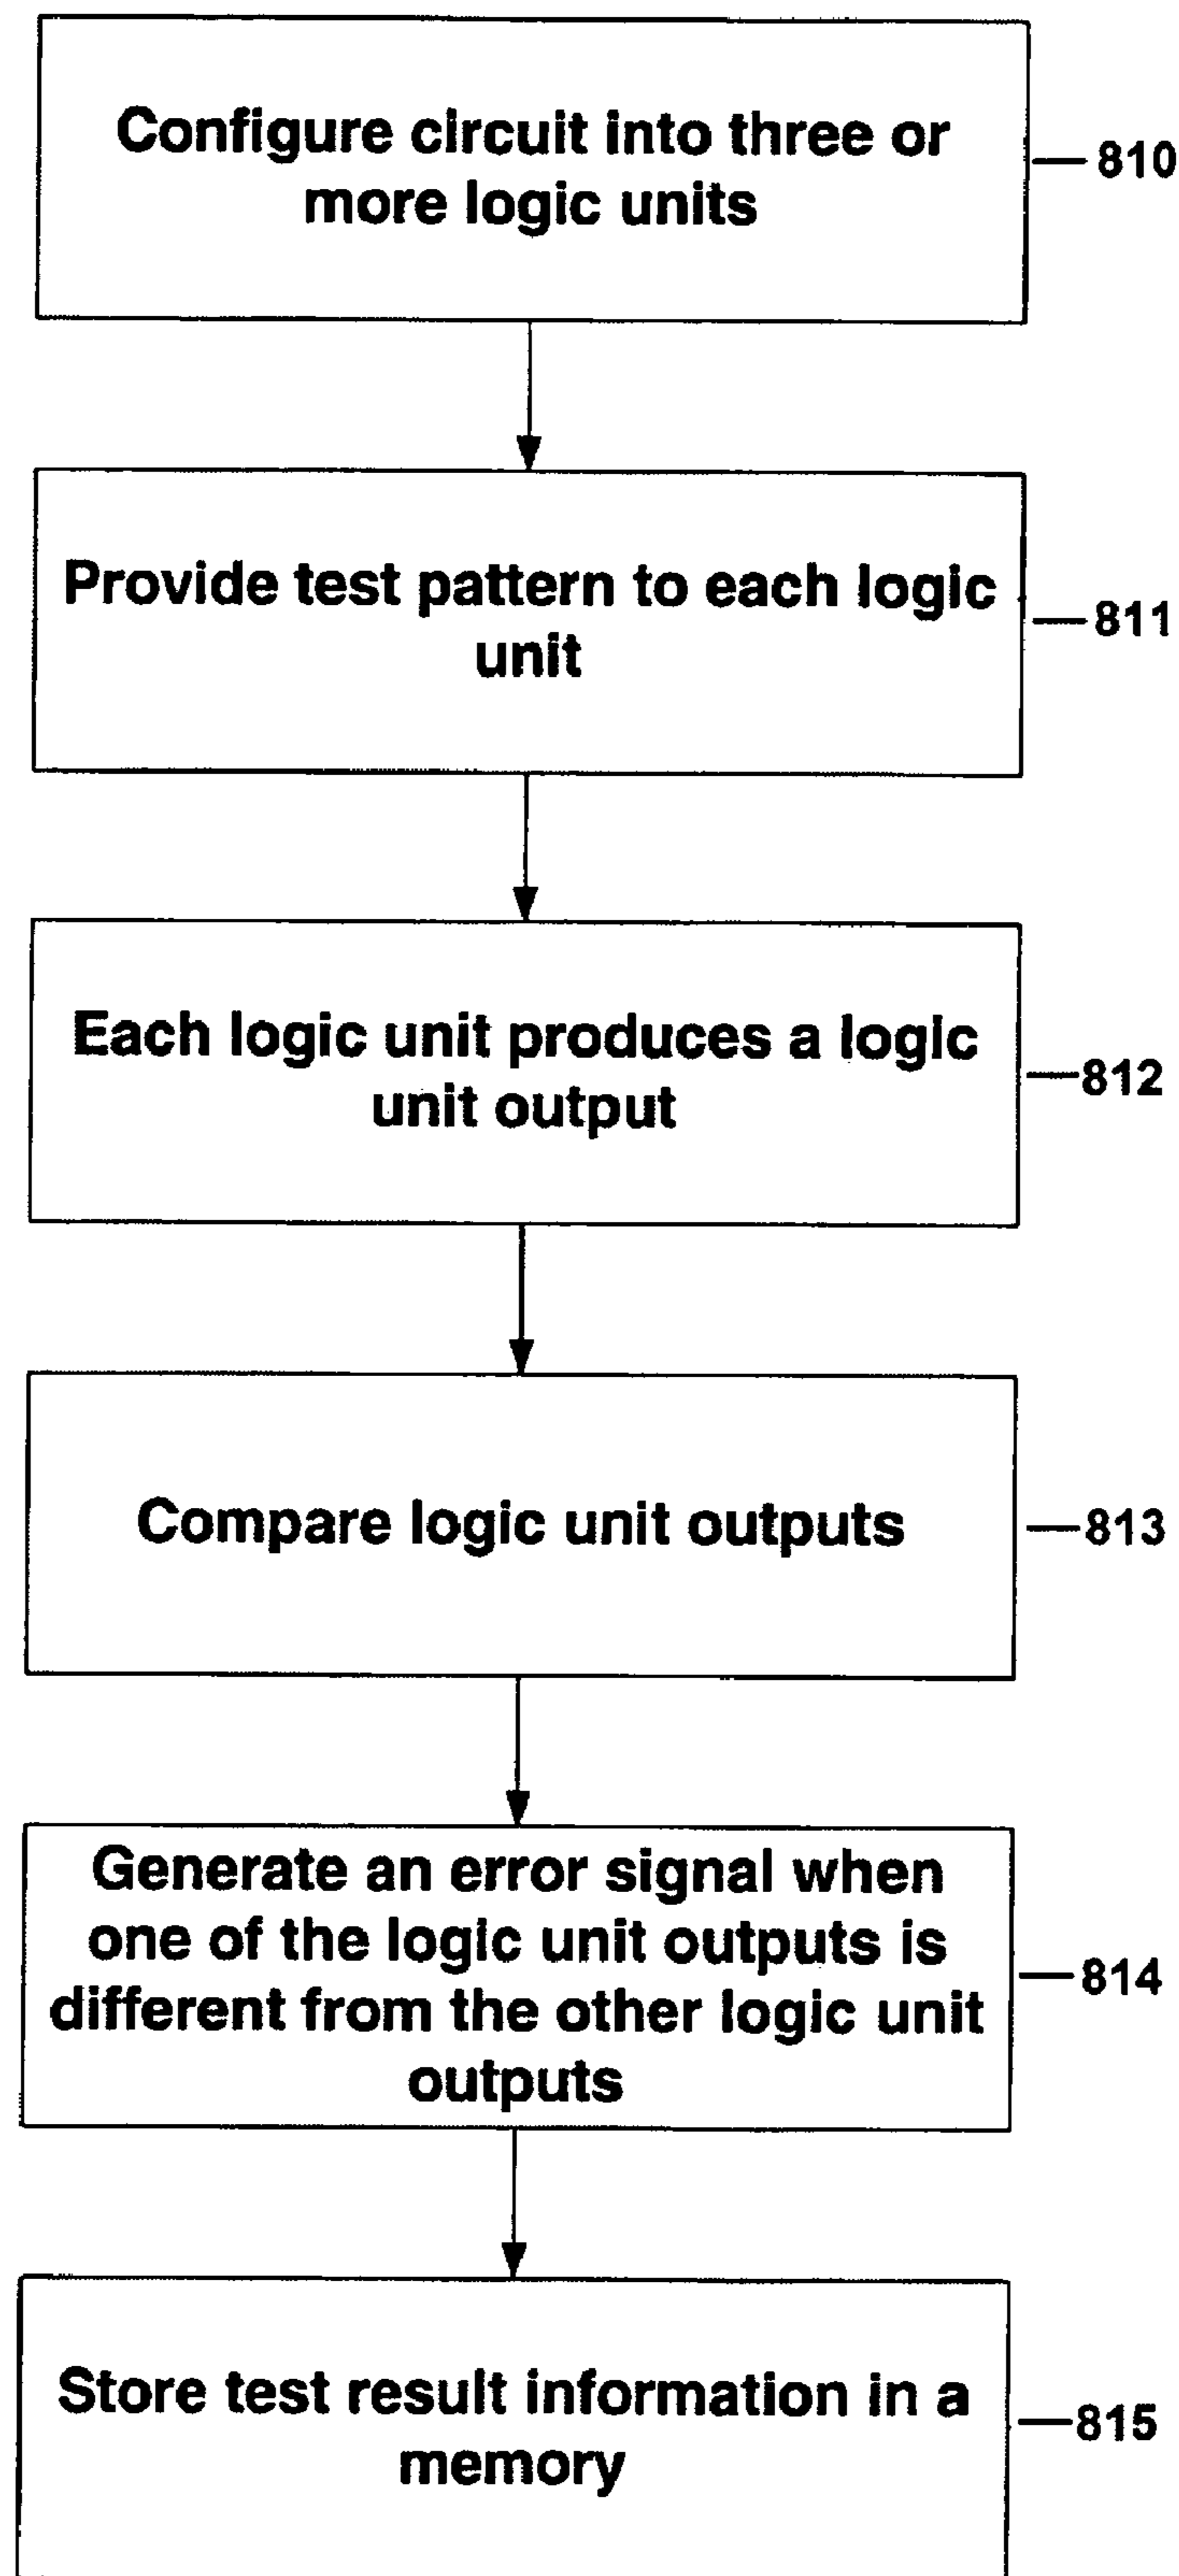 Configure circuit into three or
more logic units
810
Provide test pattern to each logic
unit
811
Each logic unit produces a logic
unit output
812
Compare logic unit outputs
813
Generate an error signal when
one of the logic unit outputs is
different from the other logic unit
outputs
814
Store test result information in a
memory
815